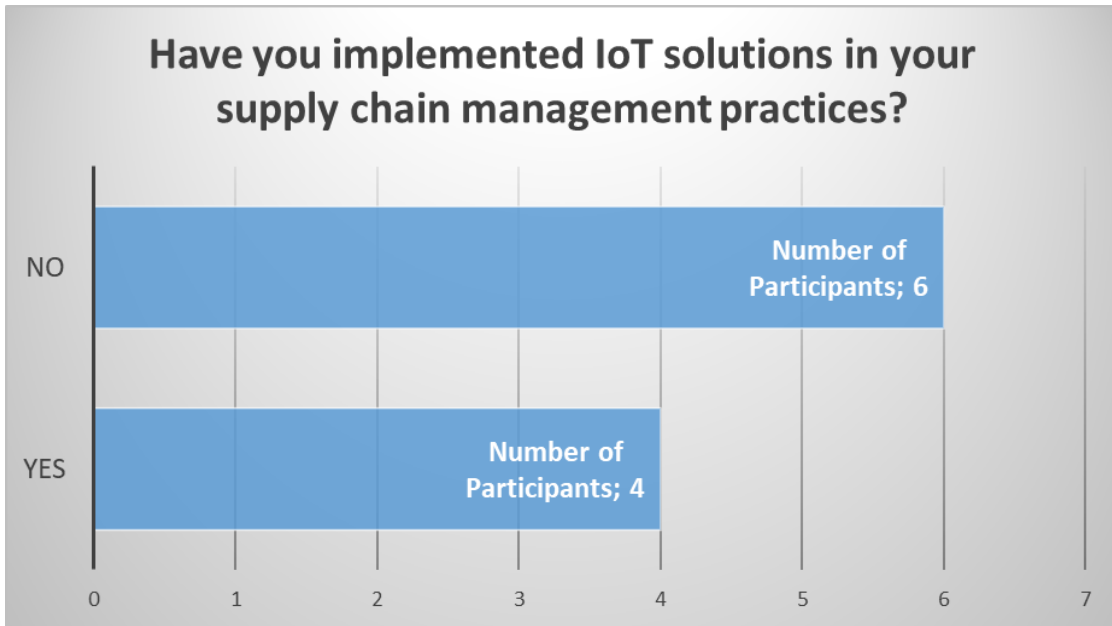 Have you implemented IoT solutions in your
supply chain management practices?
NO
Number of
Participants; 6
YES
Number of
Participants; 4
0 1 2 3 4 5 6 7